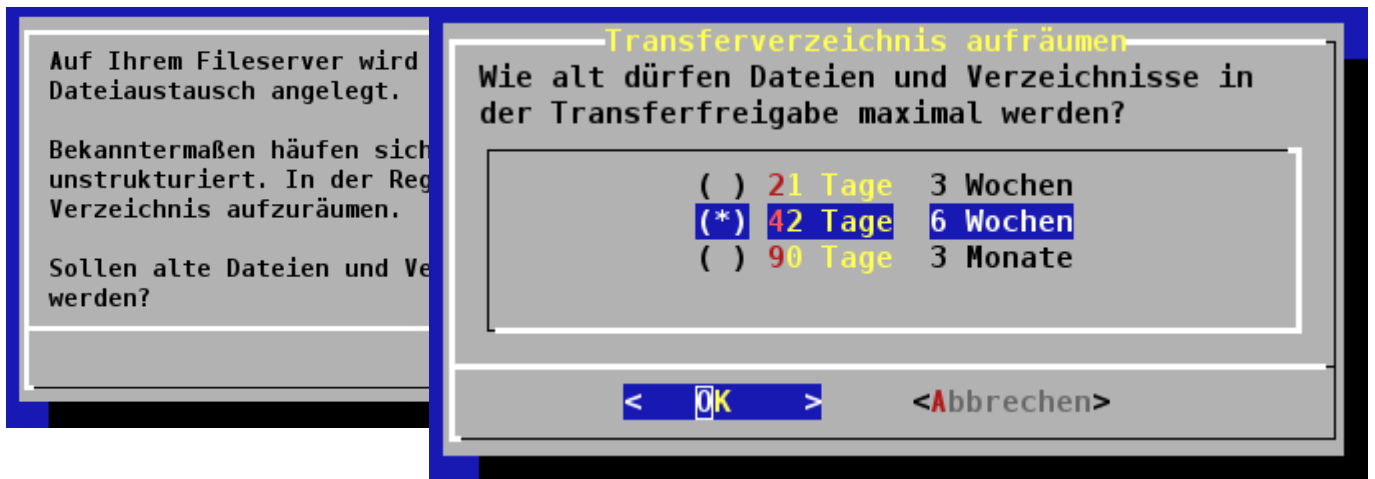 Auf Ihrem Fileserver wird
Dateiaustausch angelegt.
Bekanntermaßen häufen sich
unstrukturiert. In der Reg
Verzeichnis aufzuräumen.
Sollen alte Dateien und Ve
werden?
Transferverzeichnis aufräumen
Wie alt dürfen Dateien und Verzeichnisse in
der Transferfreigabe maximal werden?
( ) 21 Tage 3 Wochen
(*) 42 Tage 6 Wochen
( ) 90 Tage 3 Monate
< OK > <Abbrechen>